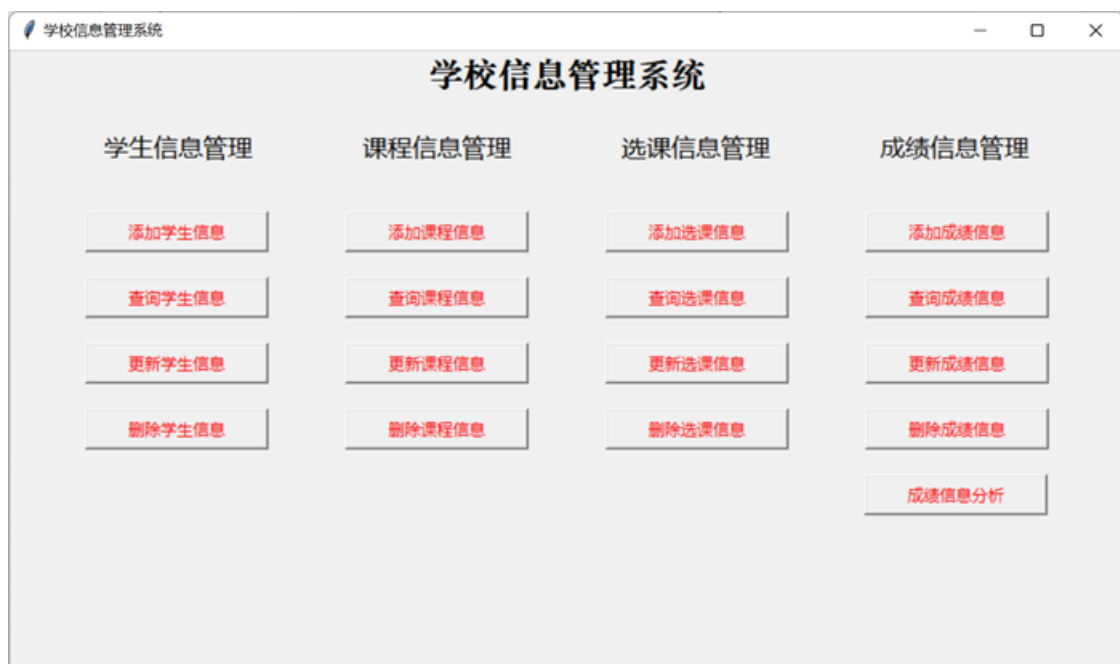 学校信息管理系统
学校信息管理系统
学生信息管理 课程信息管理 选课信息管理 成绩信息管理
添加学生信息 添加课程信息 添加选课信息 添加成绩信息
查询学生信息 查询课程信息 查询选课信息 查询成绩信息
更新学生信息 更新课程信息 更新选课信息 更新成绩信息
删除学生信息 删除课程信息 删除选课信息 删除成绩信息
成绩信息分析